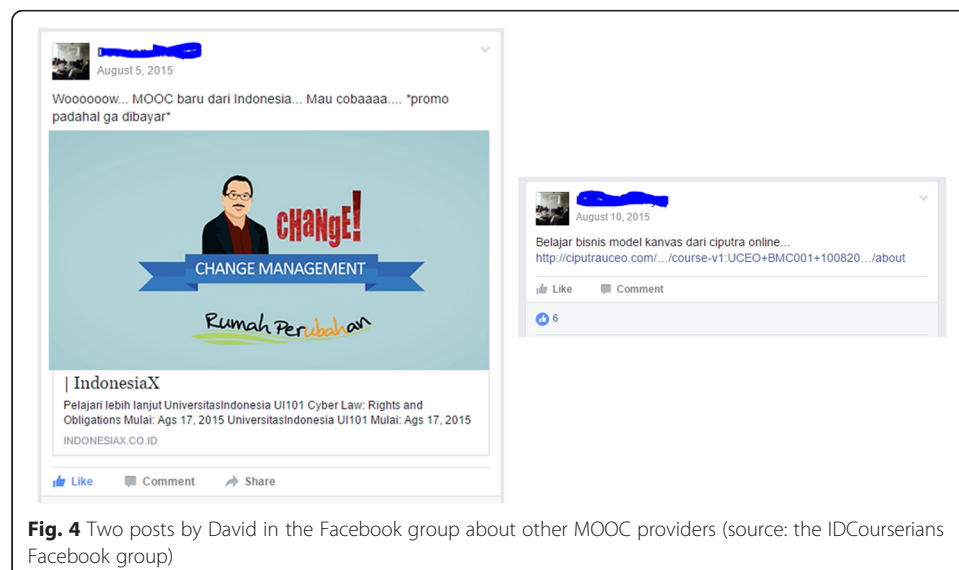 August 5, 2015
Woooooow... MOOC baru dari Indonesia... Mau cobaaaa.... *promo
padahal ga dibayar*
CHANGE!
CHANGE MANAGEMENT
Rumah Perubahan
| IndonesiaX
Pelajari lebih lanjut UniversitasIndonesia UI101 Cyber Law: Rights and
Obligations Mulai: Ags 17, 2015 UniversitasIndonesia UI101 Mulai: Ags 17, 2015
INDONESIAX.CO.ID
Like Comment Share
August 10, 2015
Belajar bisnis model kanvas dari ciputra online...
http://ciputrauceo.com/.../course-v1:UCEO+BMC001+100820.../about
Like Comment
6
Fig. 4 Two posts by David in the Facebook group about other MOOC providers (source: the IDCourserians
Facebook group)